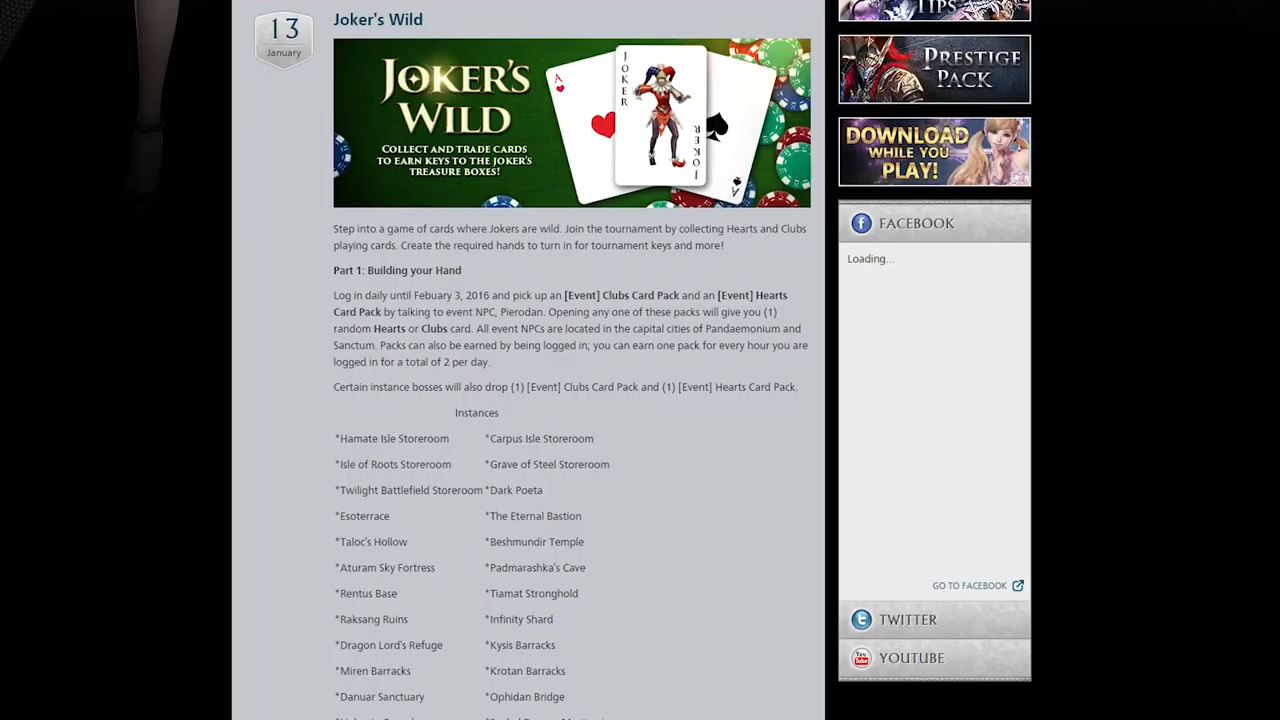 13
January
Joker's Wild
JOKER'S
WILD
COLLECT AND TRADE CARDS
TO EARN KEYS TO THE JOKER'S
TREASURE BOXES!
A
JOKER
JOKER
A
Step into a game of cards where Jokers are wild. Join the tournament by collecting Hearts and Clubs
playing cards. Create the required hands to turn in for tournament keys and more!
Part 1: Building your Hand
Log in daily until Febuary 3, 2016 and pick up an [Event] Clubs Card Pack and an [Event] Hearts
Card Pack by talking to event NPC, Pierodan. Opening any one of these packs will give you (1)
random Hearts or Clubs card. All event NPCs are located in the capital cities of Pandaemonium and
Sanctum. Packs can also be earned by being logged in; you can earn one pack for every hour you are
logged in for a total of 2 per day.
Certain instance bosses will also drop (1) [Event] Clubs Card Pack and (1) [Event] Hearts Card Pack.
Instances
*Hamate Isle Storeroom *Carpus Isle Storeroom
*Isle of Roots Storeroom *Grave of Steel Storeroom
*Twilight Battlefield Storeroom *Dark Poeta
*Esoterrace *The Eternal Bastion
*Taloc's Hollow *Beshmundir Temple
*Aturam Sky Fortress *Padmarashka's Cave
*Rentus Base *Tiamat Stronghold
*Raksang Ruins *Infinity Shard
*Dragon Lord's Refuge *Kysis Barracks
*Miren Barracks *Krotan Barracks
*Danuar Sanctuary *Ophidan Bridge
TIPS
PRESTIGE
PACK
DOWNLOAD
WHILE YOU
PLAY!
FACEBOOK
Loading...
GO TO FACEBOOK
TWITTER
You
Tube
YOUTUBE